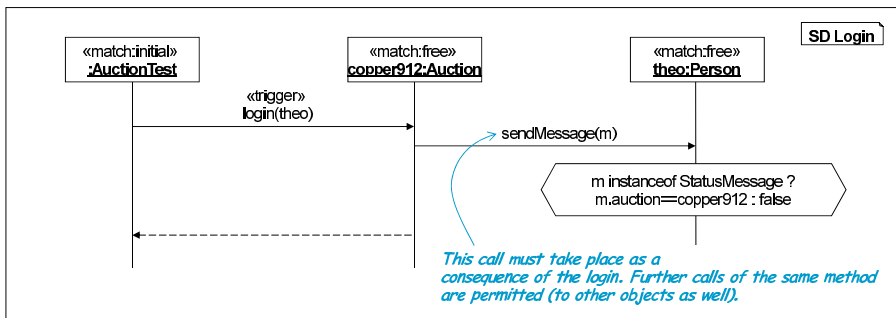 SD Login
«match:initial»
:AuctionTest
«match:free»
copper912:Auction
«match:free»
theo:Person
«trigger»
login(theo)
sendMessage(m)
m instanceof StatusMessage ?
m.auction==copper912 : false
This call must take place as a
consequence of the login. Further calls of the same method
are permitted (to other objects as well).